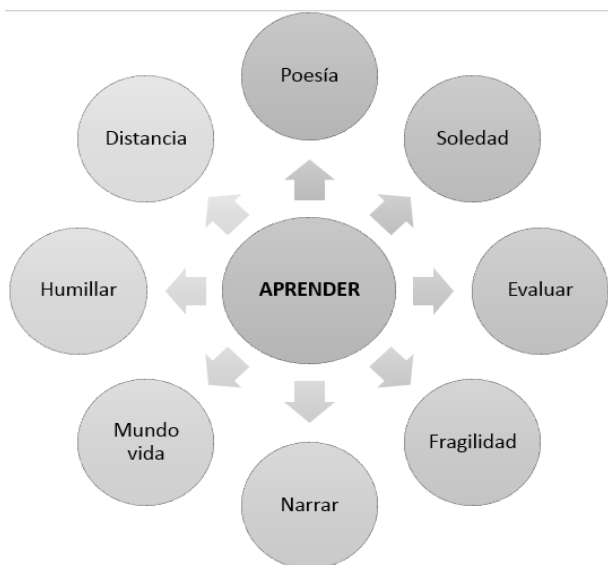 Poesía
Distancia
Soledad
Humillar
APRENDER
Evaluar
Mundo
vida
Fragilidad
Narrar